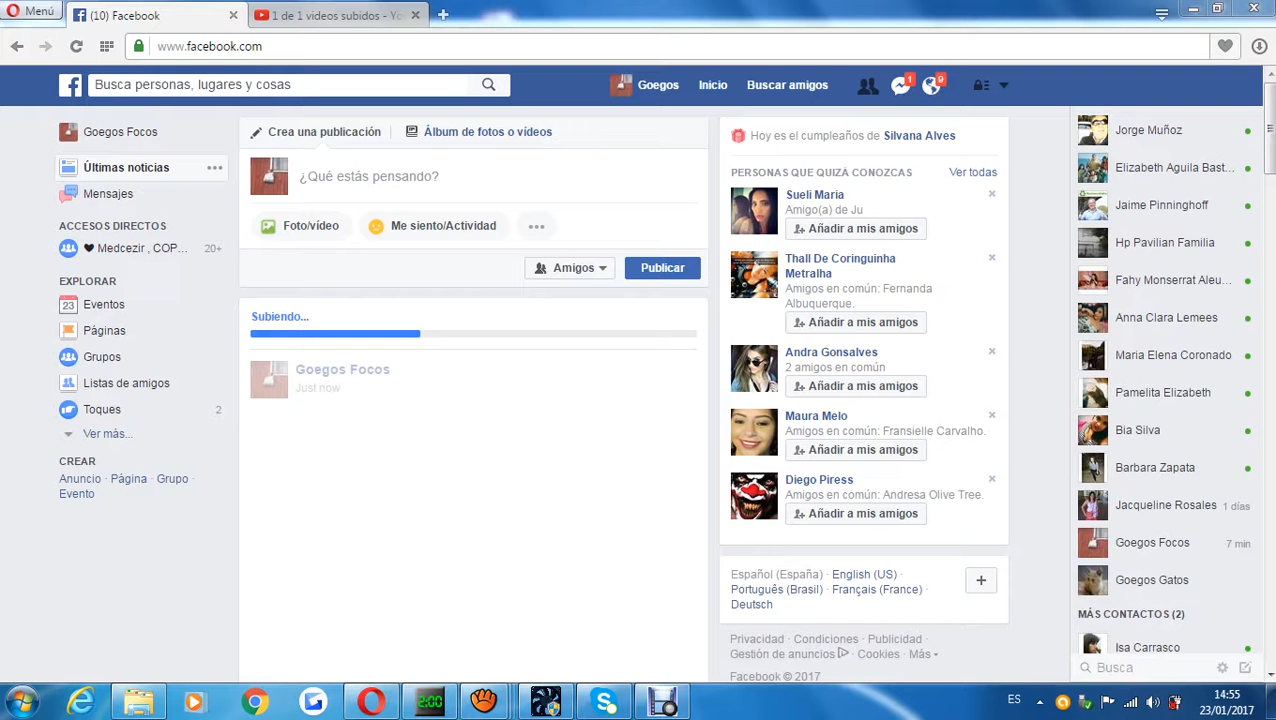 Menú
(10) Facebook
1 de 1 videos subidos - Yo
www.facebook.com
Busca personas, lugares y cosas
Goegos
Inicio
Buscar amigos
1
9
Goegos Focos
Últimas noticias
Mensajes
ACCESOS DIRECTOS
Medcezir , COP... 20+
EXPLORAR
23 Eventos
Páginas
Grupos
Listas de amigos
Toques 2
Ver más...
CREAR
Anuncio · Página · Grupo ·
Evento
Crea una publicación
Álbum de fotos o vídeos
¿Qué estás pensando?
Foto/vídeo
Me siento/Actividad
Amigos
Publicar
Subiendo...
Goegos Focos
Just now
Hoy es el cumpleaños de Silvana Alves
PERSONAS QUE QUIZÁ CONOZCAS Ver todas
Sueli Maria
Amigo(a) de Ju
Añadir a mis amigos
Thall De Coringuinha
Metralha
Amigos en común: Fernanda
Albuquerque.
Añadir a mis amigos
Andra Gonsalves
2 amigos en común
Añadir a mis amigos
Maura Melo
Amigos en común: Fransielle Carvalho.
Añadir a mis amigos
Diego Piress
Amigos en común: Andresa Olive Tree.
Añadir a mis amigos
Español (España) · English (US) ·
Português (Brasil) · Français (France) ·
Deutsch
Privacidad · Condiciones · Publicidad ·
Gestión de anuncios · Cookies · Más
Facebook © 2017
Jorge Muñoz
Elizabeth Aguila Bast...
Jaime Pinninghoff
Hp Pavilian Familia
Fahy Monserrat Aleu...
Anna Clara Lemees
Maria Elena Coronado
Pamelita Elizabeth
Bia Silva
Barbara Zapata
Jacqueline Rosales 1 días
Goegos Focos 7 min
Goegos Gatos
MÁS CONTACTOS (2)
Isa Carrasco
Busca
2:00
ES
14:55
23/01/2017